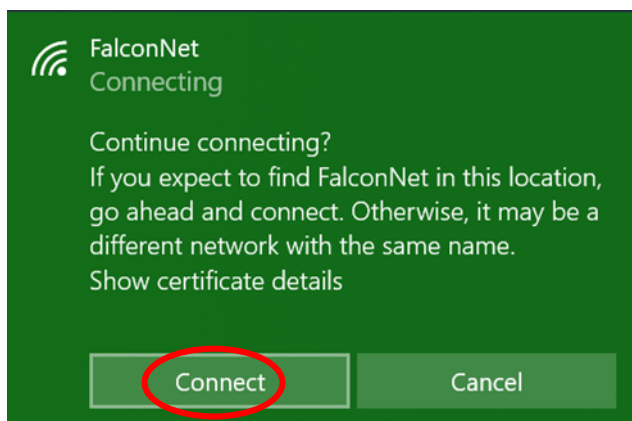 FalconNet
Connecting
Continue connecting?
If you expect to find FalconNet in this location,
go ahead and connect. Otherwise, it may be a
different network with the same name.
Show certificate details
Connect
Cancel